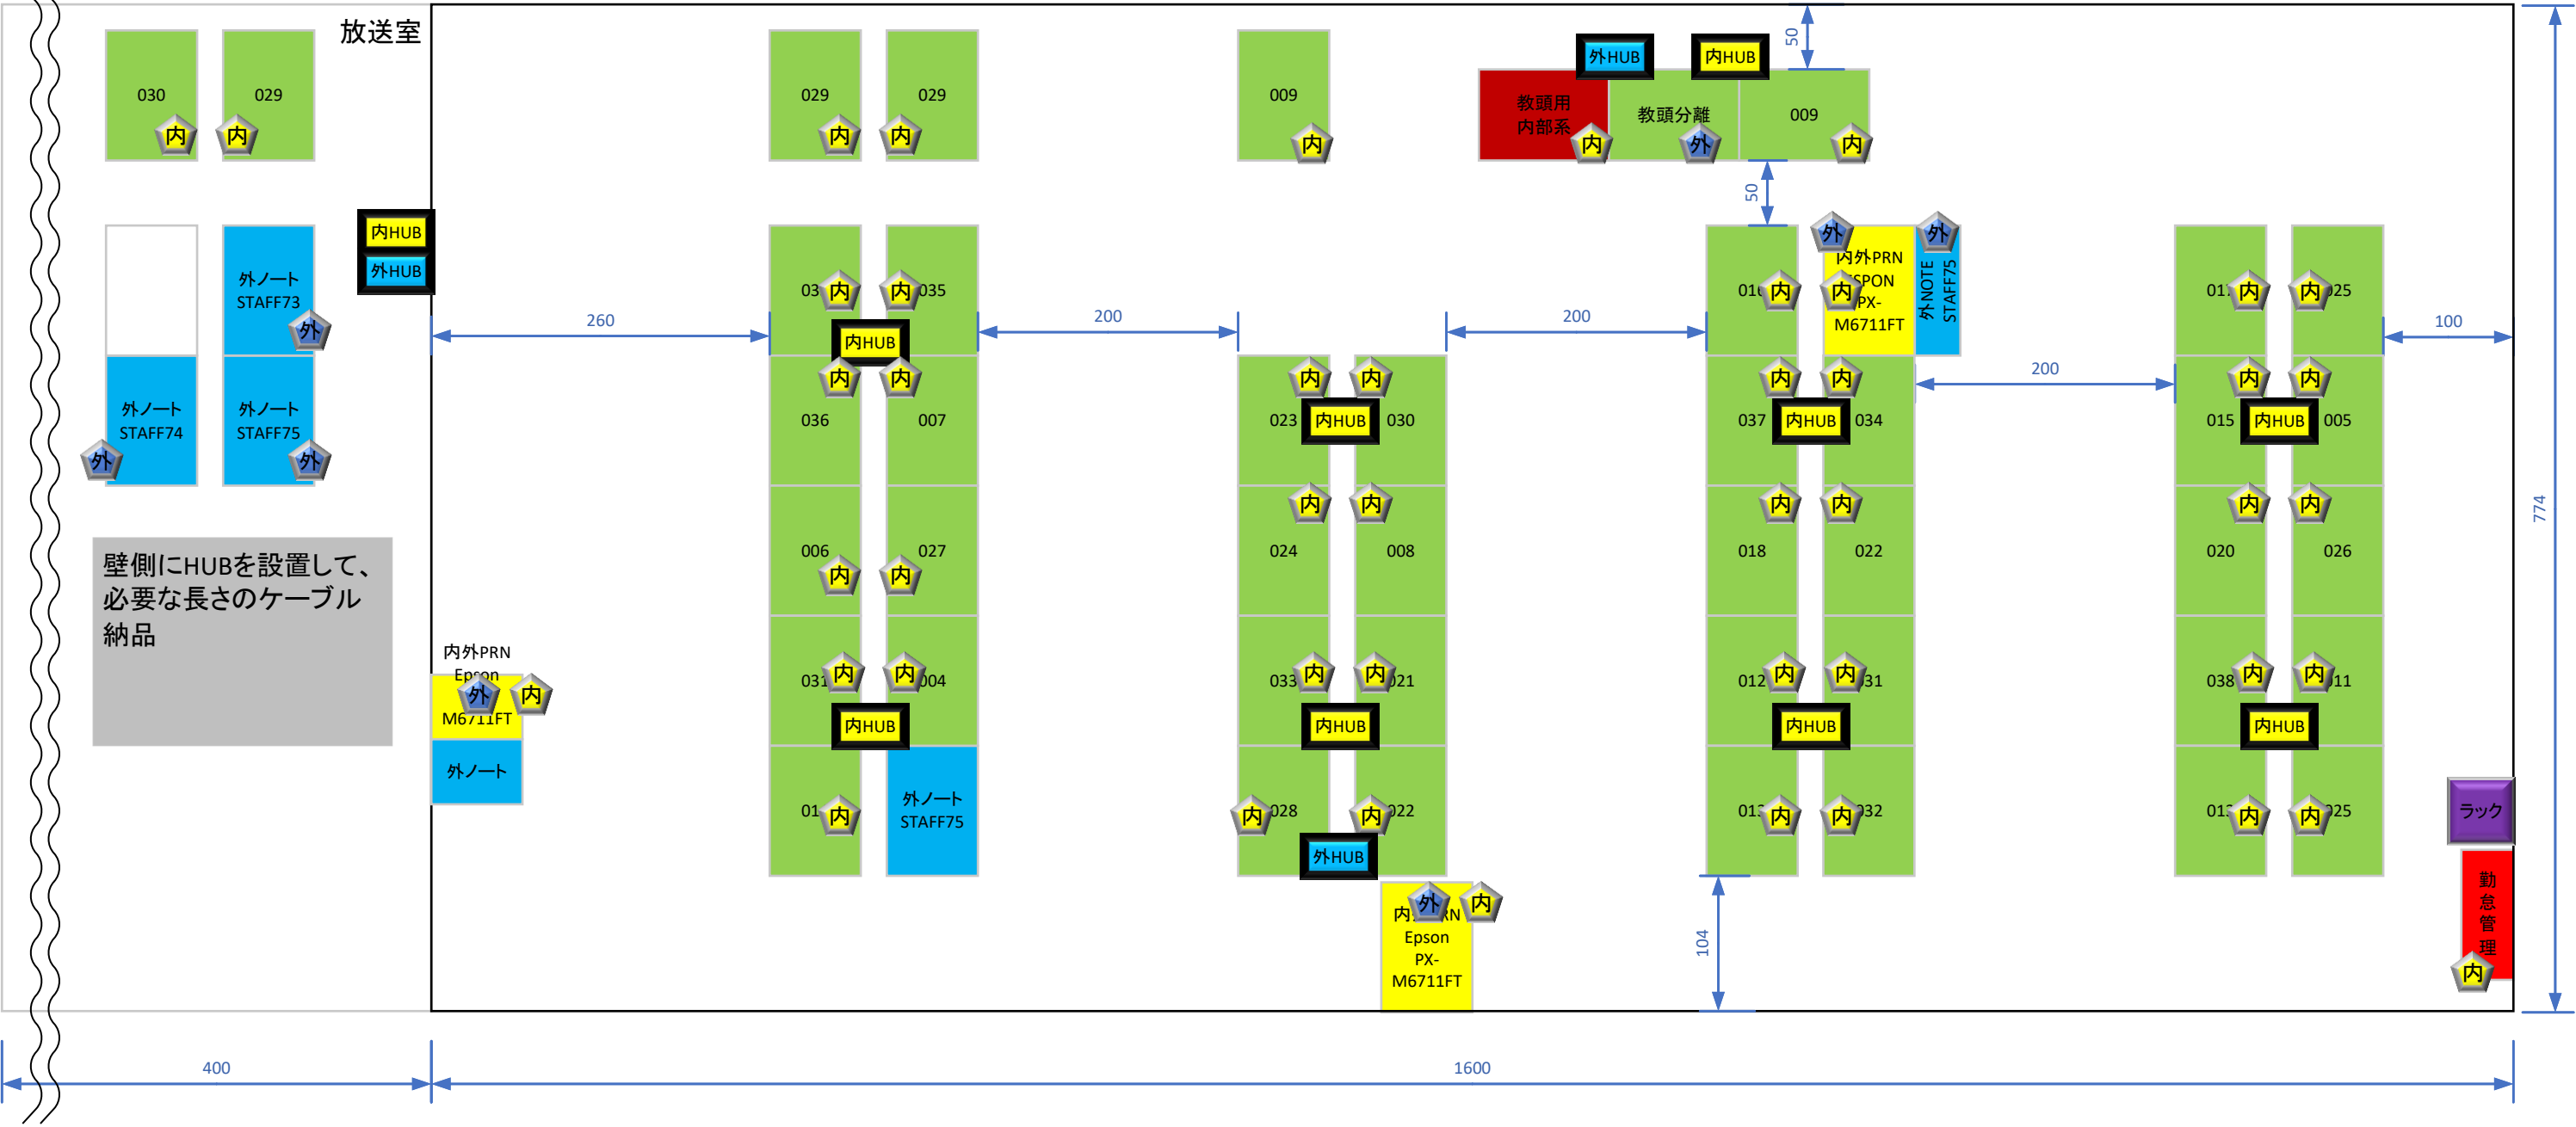 放送室
50
外HUB
内HUB
030
029
029
029
009
教頭用
内部系
教頭分離
009
内
内
内
内
内
内
外
内
50
内HUB
外HUB
外ノート
STAFF73
外
外ノート
STAFF74
外
外ノート
STAFF75
外
壁側にHUBを設置して、
必要な長さのケーブル
納品
内外PRN
Epson
M6711FT
外
内
外ノート
260
内
内
035
内HUB
内
内
036
007
006
027
内
内
031
004
内
内
内HUB
内
外ノート
STAFF75
200
内
内
023
内HUB
030
内
内
024
008
033
内
内
021
内HUB
内
028
内
022
外HUB
外
内
Epson
PX-
M6711FT
200
016
内
外
内外PRN
内
PX-
M6711FT
外
外NOTE
STAFF75
内
内
037
内HUB
034
内
内
018
022
012
内
内
031
内HUB
内
内
032
104
200
内
内
025
内
内
015
内HUB
005
内
内
020
026
038
内
内
011
内HUB
内
内
025
100
774
ラック
勤
怠
管
理
内
400
1600